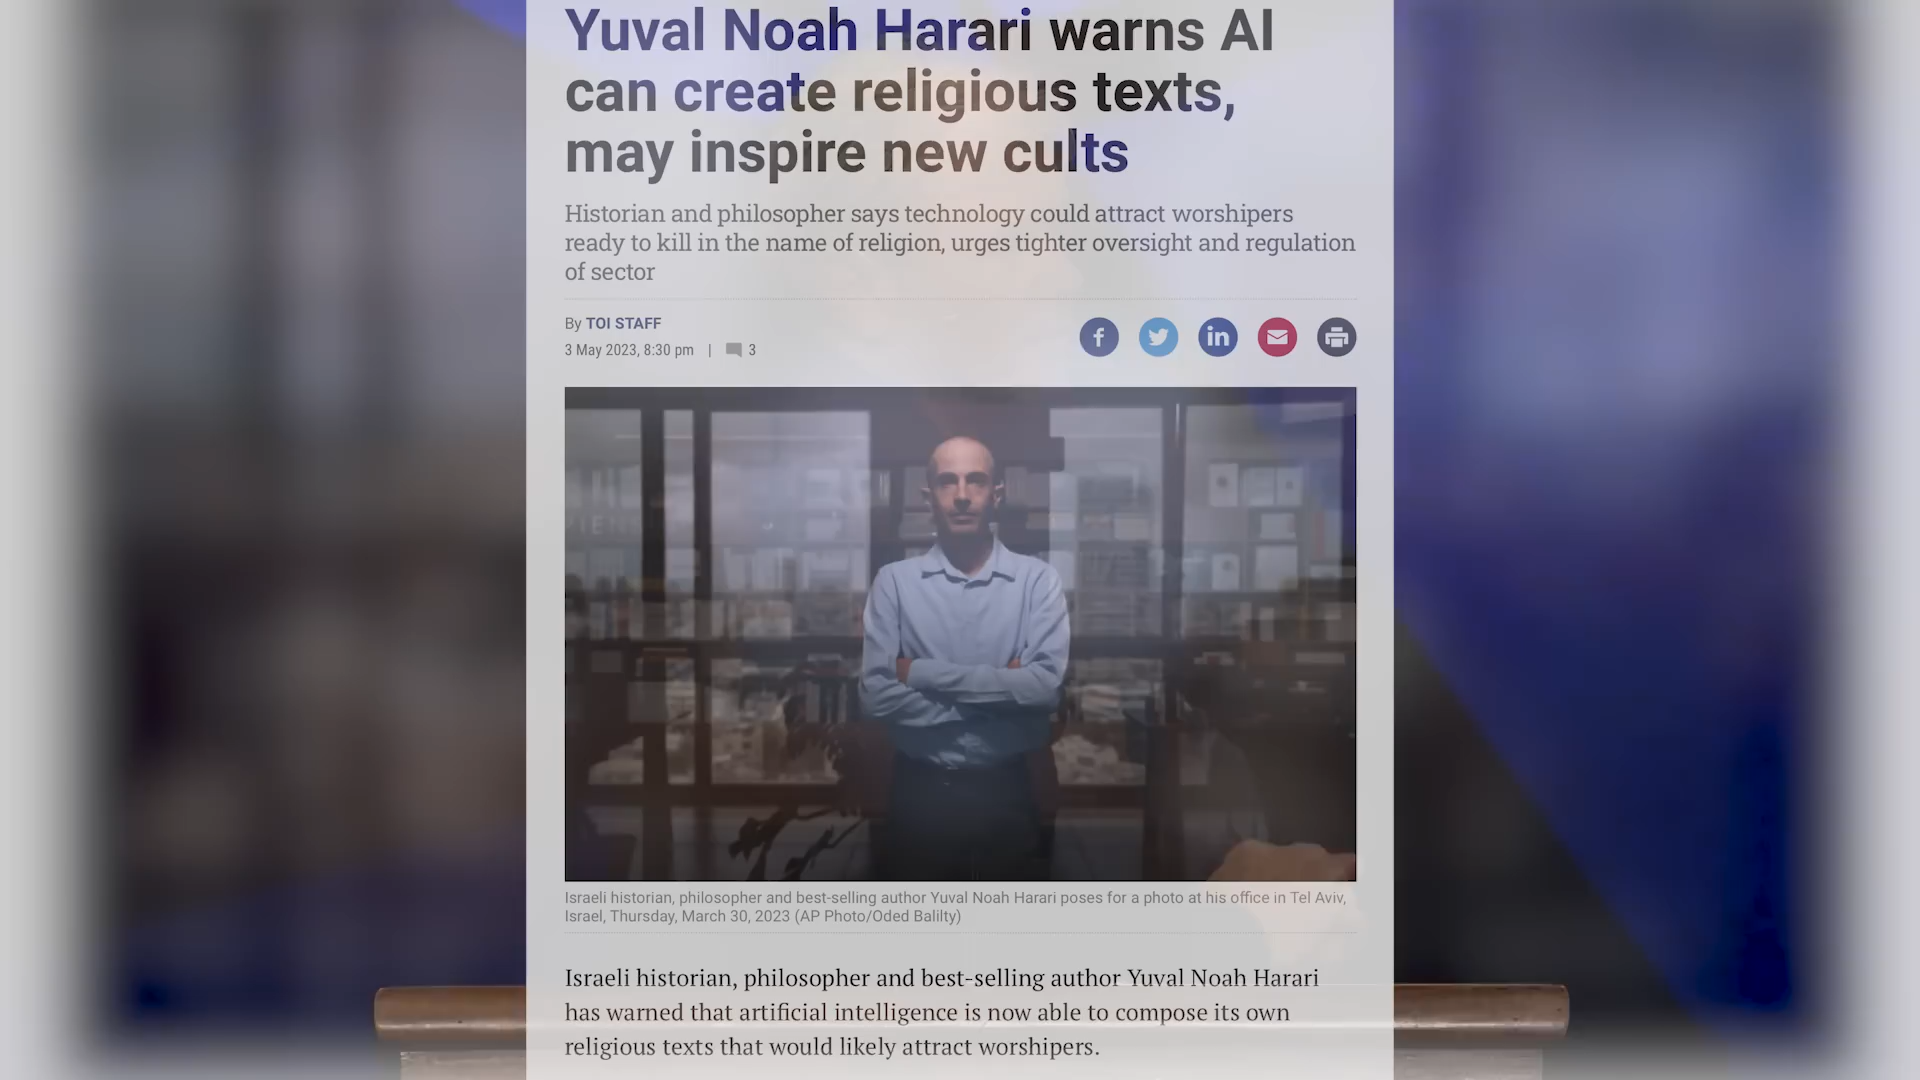 Yuval Noah Harari warns AI
can create religious texts,
may inspire new cults
Historian and philosopher says technology could attract worshipers
ready to kill in the name of religion, urges tighter oversight and regulation
of sector
By TOI STAFF
3 May 2023, 8:30 pm | 3
Israeli historian, philosopher and best-selling author Yuval Noah Harari poses for a photo at his office in Tel Aviv,
Israel, Thursday, March 30, 2023 (AP Photo/Oded Balilty)
Israeli historian, philosopher and best-selling author Yuval Noah Harari
has warned that artificial intelligence is now able to compose its own
religious texts that would likely attract worshipers.